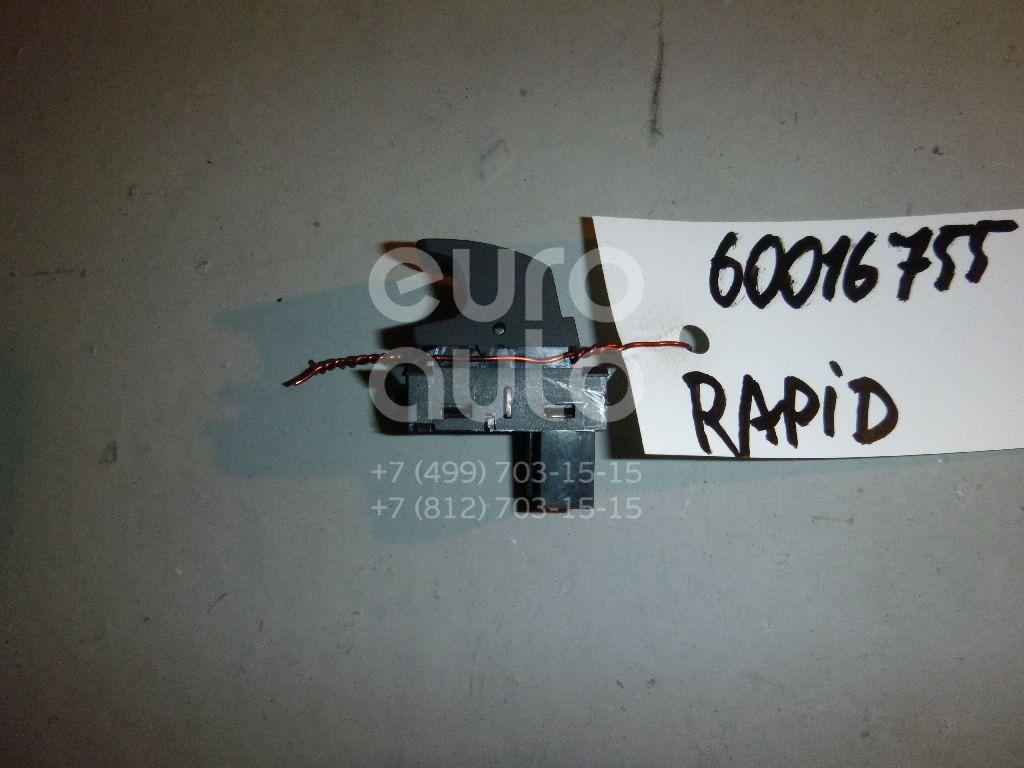 60016755
RAPiD
euro
auto
+7 (499) 703-15-15
+7 (812) 703-15-15